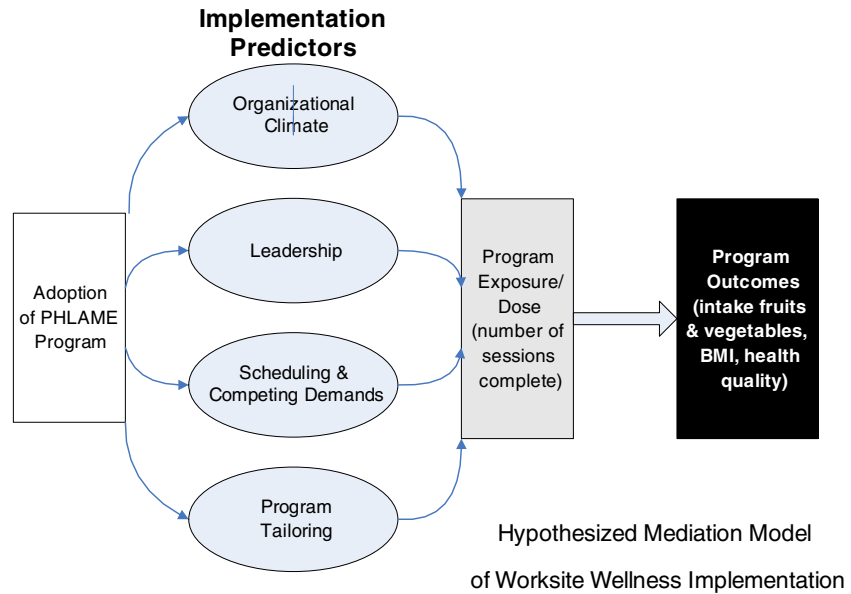 Implementation
Predictors
Organizational
Climate
Leadership
Scheduling &
Competing Demands
Program
Tailoring
Adoption
of PHLAME
Program
Program
Exposure/
Dose
(number of
sessions
complete)
Program
Outcomes
(intake fruits
& vegetables,
BMI, health
quality)
Hypothesized Mediation Model
of Worksite Wellness Implementation